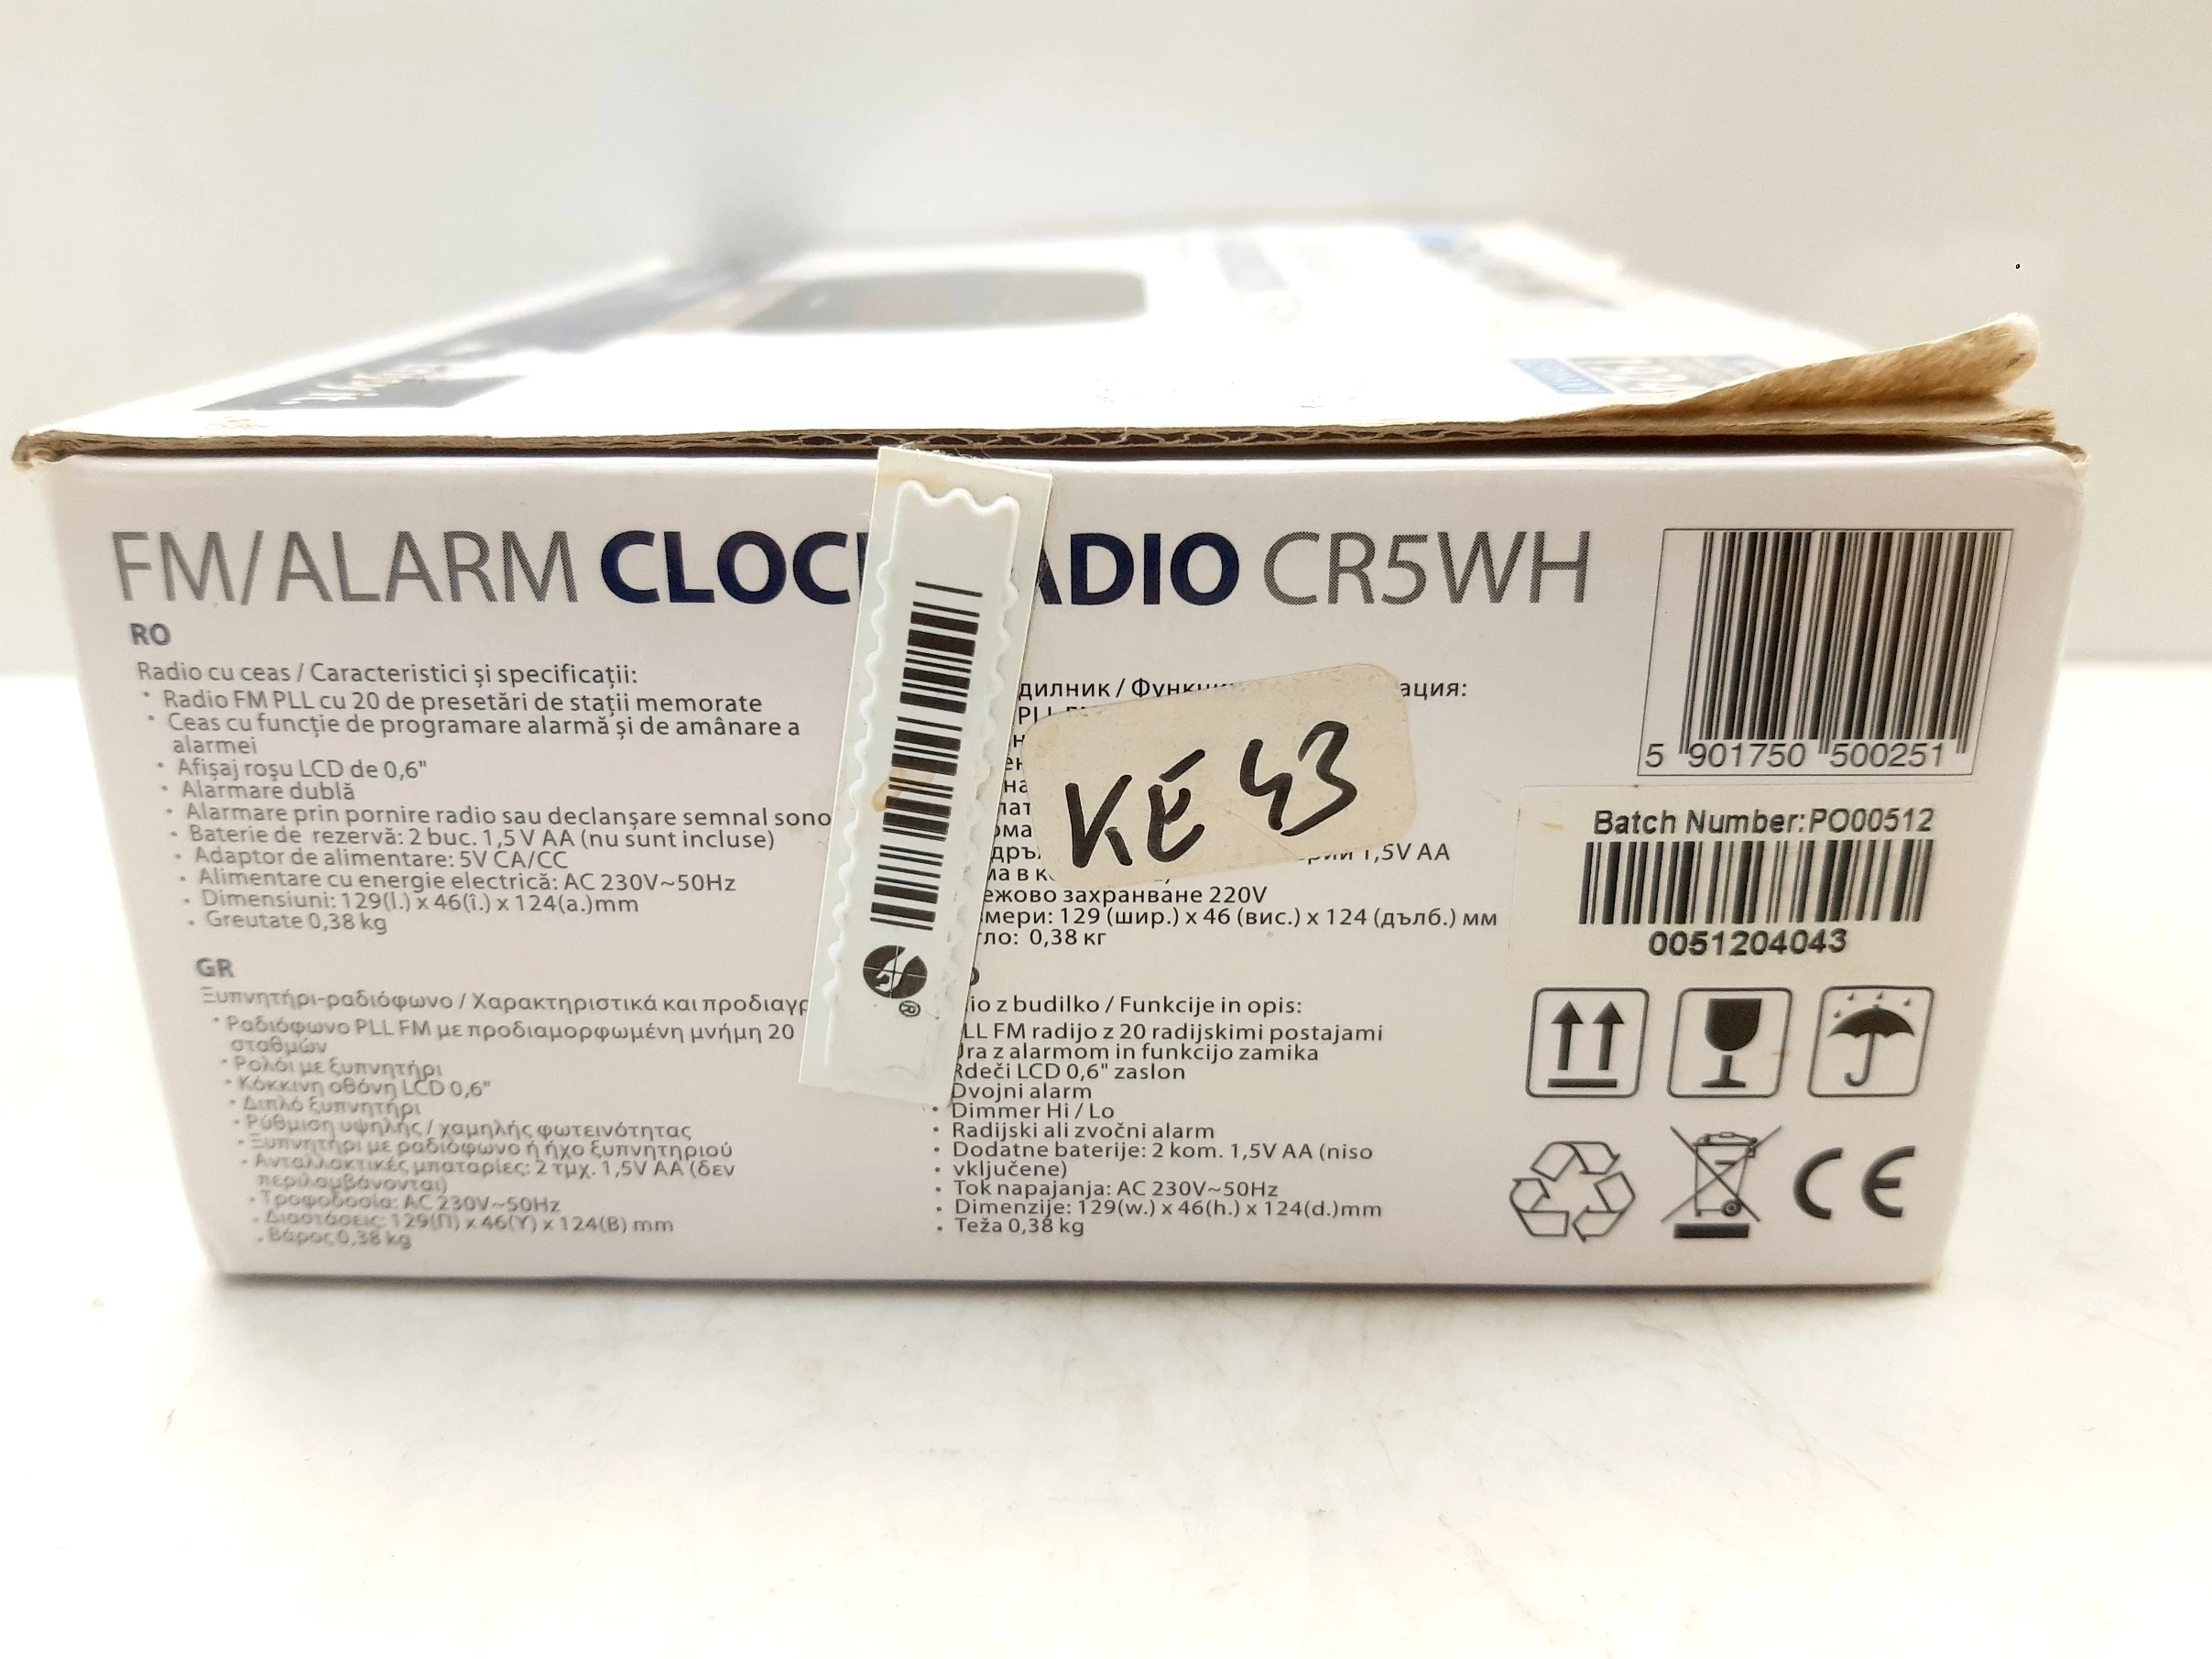 FM/ALARM CLOC ADIO CR5WH
RO
Radio cu ceas / Caracteristici și specificații:
• Radio FM PLL cu 20 de presetări de stații memorate
• Ceas cu funcție de programare alarmă și de amânare a
alarmei
• Afișaj roșu LCD de 0,6"
• Alarmare dublă
• Alarmare prin pornire radio sau declanșare semnal sono
• Baterie de rezervă: 2 buc. 1,5 V AA (nu sunt incluse)
• Adaptor de alimentare: 5V CA/CC
• Alimentare cu energie electrică: AC 230V~50Hz
• Dimensiuni: 129(l.) x 46(î.) x 124(a.)mm
• Greutate 0,38 kg
GR
Ξυπνητήρι-ραδιόφωνο / Χαρακτηριστικά και προδιαγρ
• Ραδιόφωνο PLL FM με προδιαμορφωμένη μνήμη 20
σταθμών
• Ρολόι με ξυπνητήρι
• Κόκκινη οθόνη LCD 0,6"
• Διπλό ξυπνητήρι
• Ρύθμιση υψηλής / χαμηλής φωτεινότητας
• Ξυπνητήρι με ραδιόφωνο ή ήχο ξυπνητηριού
• Ανταλλακτικές μπαταρίες: 2 τμχ. 1,5V AA (δεν
περιλαμβάνονται)
• Τροφοδοσία: AC 230V~50Hz
• Διαστάσεις: 129(Π) x 46(Υ) x 124(Β) mm
• Βάρος 0,38 kg
®
KÉ 43
дилник / ация:
1,5V AA
ежово захранване 220V
мери: 129 (шир.) x 46 (вис.) x 124 (дълб.) мм
гло: 0,38 кг
io z budilko / Funkcije in opis:
LL FM radijo z 20 radijskimi postajami
Ura z alarmom in funkcijo zamika
Rdeči LCD 0,6" zaslon
Dvojni alarm
• Dimmer Hi / Lo
• Radijski ali zvočni alarm
• Dodatne baterije: 2 kom. 1,5V AA (niso
• vključene)
• Tok napajanja: AC 230V~50Hz
• Dimenzije: 129(w.) x 46(h.) x 124(d.)mm
• Teža 0,38 kg
5 901750 500251
Batch Number:PO00512
0051204043
CE